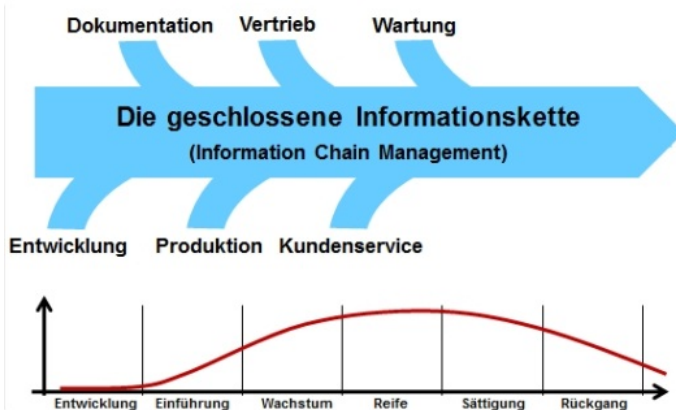 Dokumentation Vertrieb Wartung
Die geschlossene Informationskette
(Information Chain Management)
Entwicklung Produktion Kundenservice
Entwicklung Einführung Wachstum Reife Sättigung Rückgang